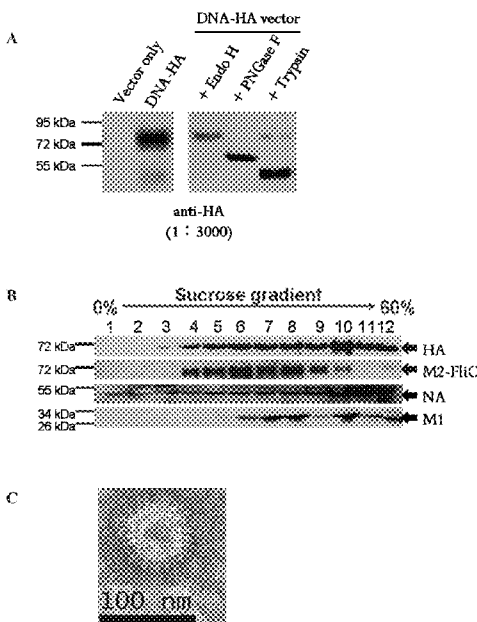 A
DNA-HA vector
Vector only
DNA-HA
+ Endo H
+ PNGase F
+ Trypsin
95 kDa
72 kDa
55 kDa
anti-HA
(1：3000)
B
0% Sucrose gradient 60%
1 2 3 4 5 6 7 8 9 10 11 12
72 kDa HA
72 kDa M2-FliC
55 kDa NA
34 kDa M1
26 kDa
C
100 nm